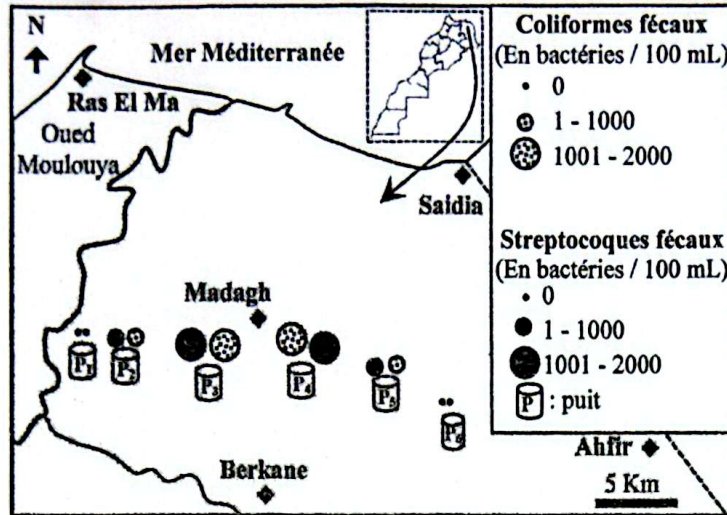 N
Mer Méditerranée
Ras El Ma
Oued
Moulouya
Saidia
Madagh
P₁
P₂
P₃
P₄
P₅
P₆
Berkane
Ahfir
5 Km
Coliformes fécaux
(En bactéries / 100 mL)
0
1 - 1000
1001 - 2000
Streptocoques fécaux
(En bactéries / 100 mL)
0
1 - 1000
1001 - 2000
P : puit